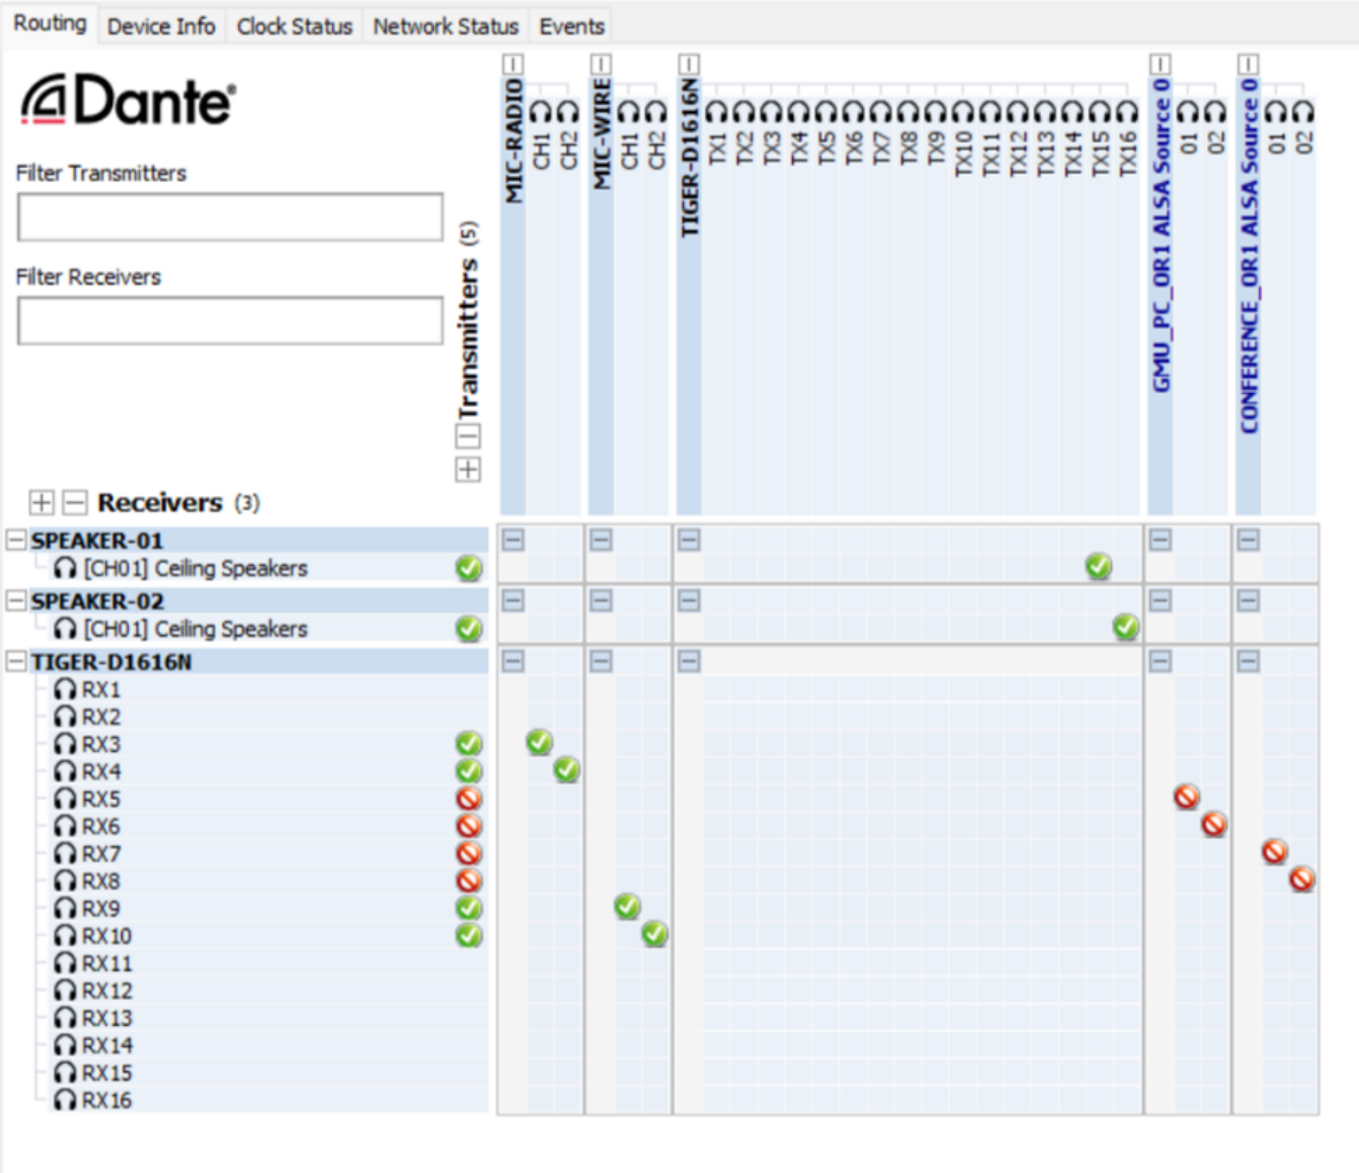 Routing Device Info Clock Status Network Status Events
Dante®
Filter Transmitters
Filter Receivers
Transmitters (5)
MIC-RADIO
CH1
CH2
MIC-WIRE
CH1
CH2
TIGER-D1616N
TX1
TX2
TX3
TX4
TX5
TX6
TX7
TX8
TX9
TX10
TX11
TX12
TX13
TX14
TX15
TX16
GMU_PC_OR1 ALSA Source 0
01
02
CONFERENCE_OR1 ALSA Source 0
01
02
Receivers (3)
SPEAKER-01
[CH01] Ceiling Speakers
SPEAKER-02
[CH01] Ceiling Speakers
TIGER-D1616N
RX1
RX2
RX3
RX4
RX5
RX6
RX7
RX8
RX9
RX10
RX11
RX12
RX13
RX14
RX15
RX16